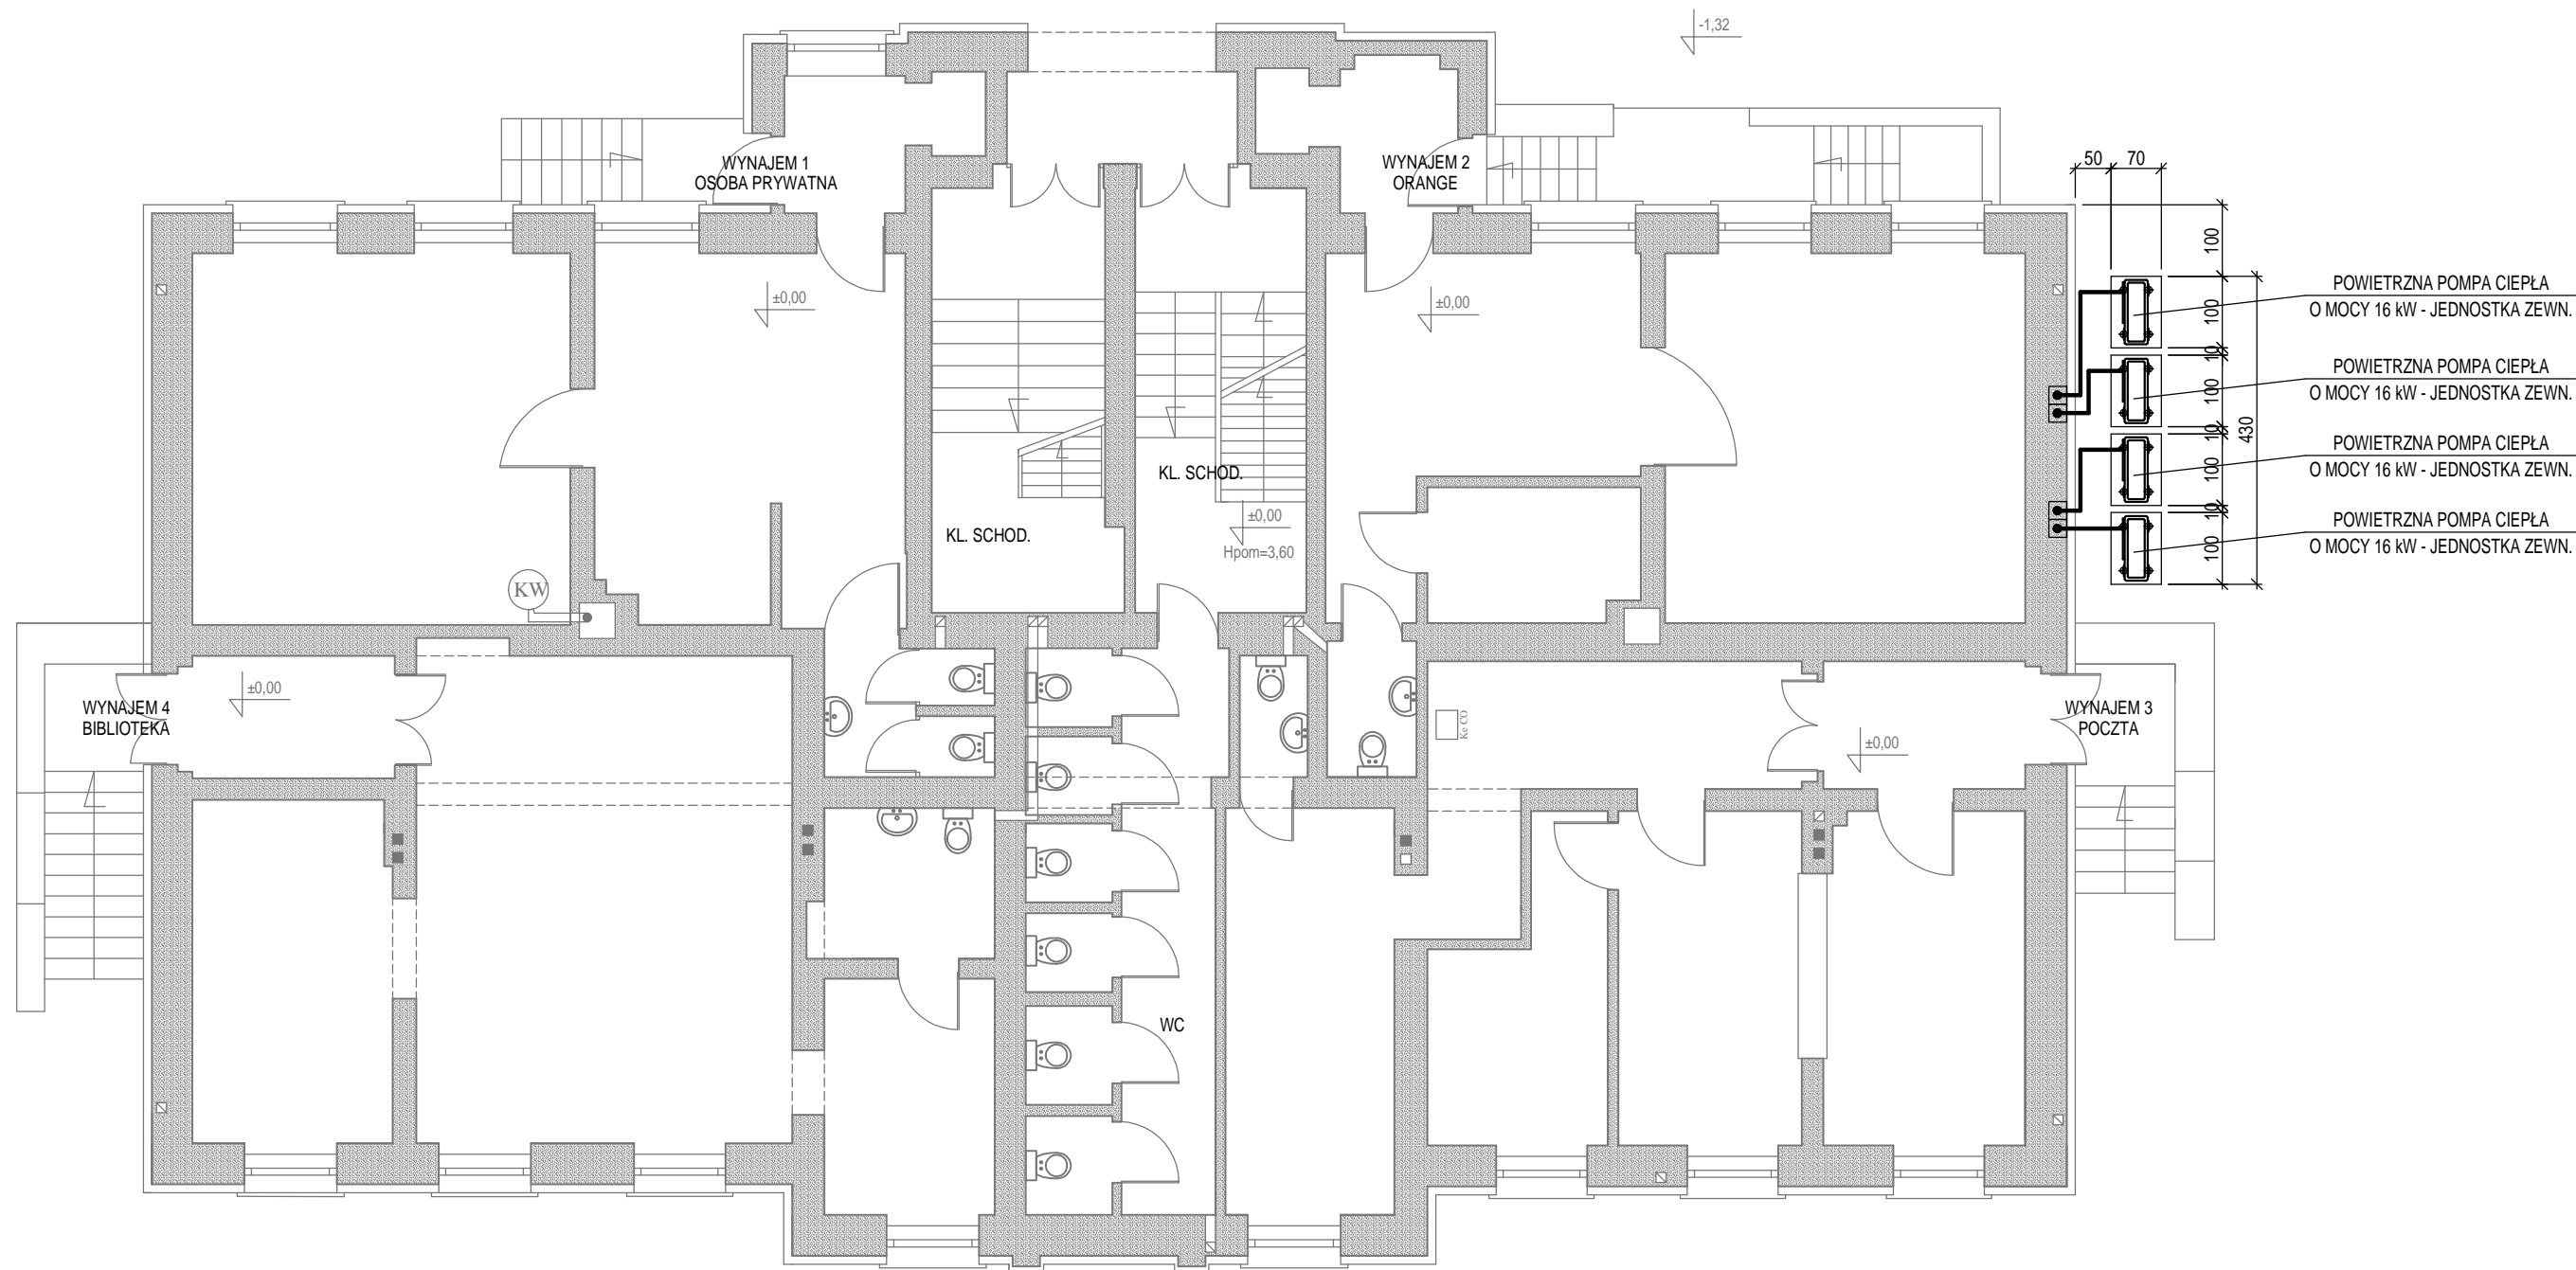 -1,32
WYNAJEM 1
OSOBA PRYWATNA
WYNAJEM 2
ORANGE
50
70
100
±0,00
±0,00
POWIETRZNA POMPA CIEPŁA
O MOCY 16 kW - JEDNOSTKA ZEWN.
100
10
POWIETRZNA POMPA CIEPŁA
O MOCY 16 kW - JEDNOSTKA ZEWN.
100
10
430
POWIETRZNA POMPA CIEPŁA
O MOCY 16 kW - JEDNOSTKA ZEWN.
100
10
POWIETRZNA POMPA CIEPŁA
O MOCY 16 kW - JEDNOSTKA ZEWN.
100
KL. SCHOD.
±0,00
Hpom=3,60
KL. SCHOD.
KW
±0,00
WYNAJEM 4
BIBLIOTEKA
Ke CO
WYNAJEM 3
POCZTA
±0,00
WC